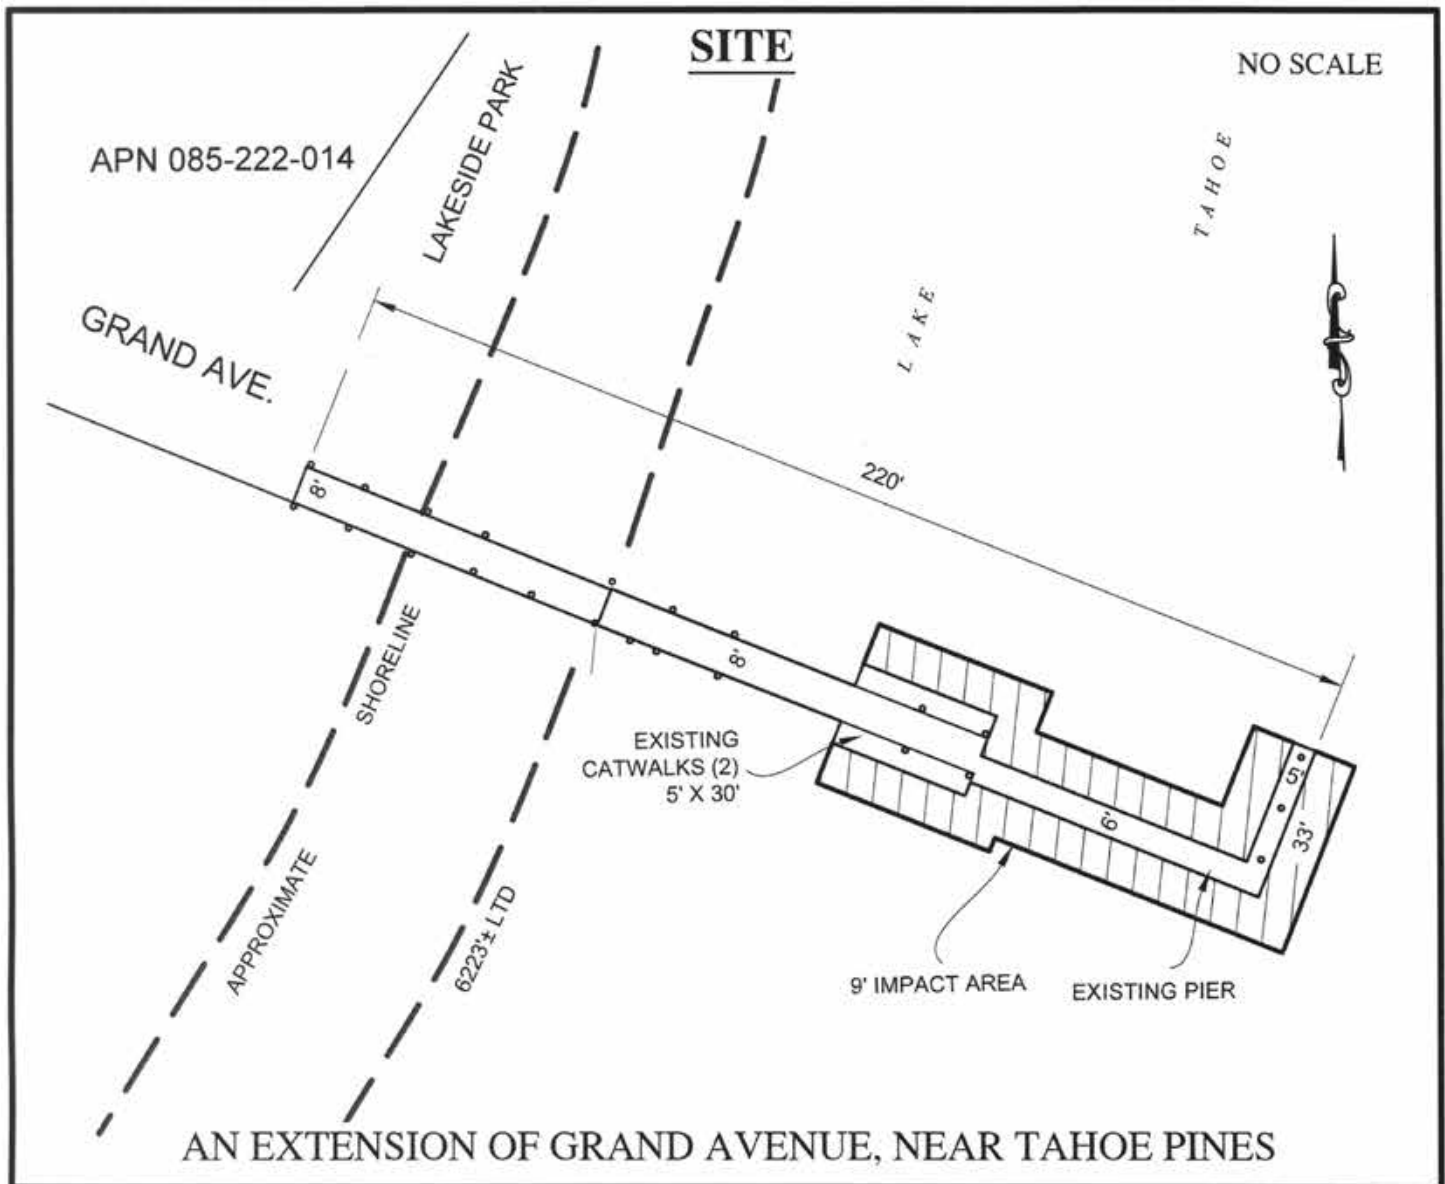 SITE
NO SCALE
APN 085-222-014
LAKESIDE PARK
TAHOE
LAKE
GRAND AVE.
220'
8'
8'
SHORELINE
EXISTING
CATWALKS (2)
5' X 30'
5'
6'
33'
APPROXIMATE
6223'± LTD
9' IMPACT AREA
EXISTING PIER
AN EXTENSION OF GRAND AVENUE, NEAR TAHOE PINES